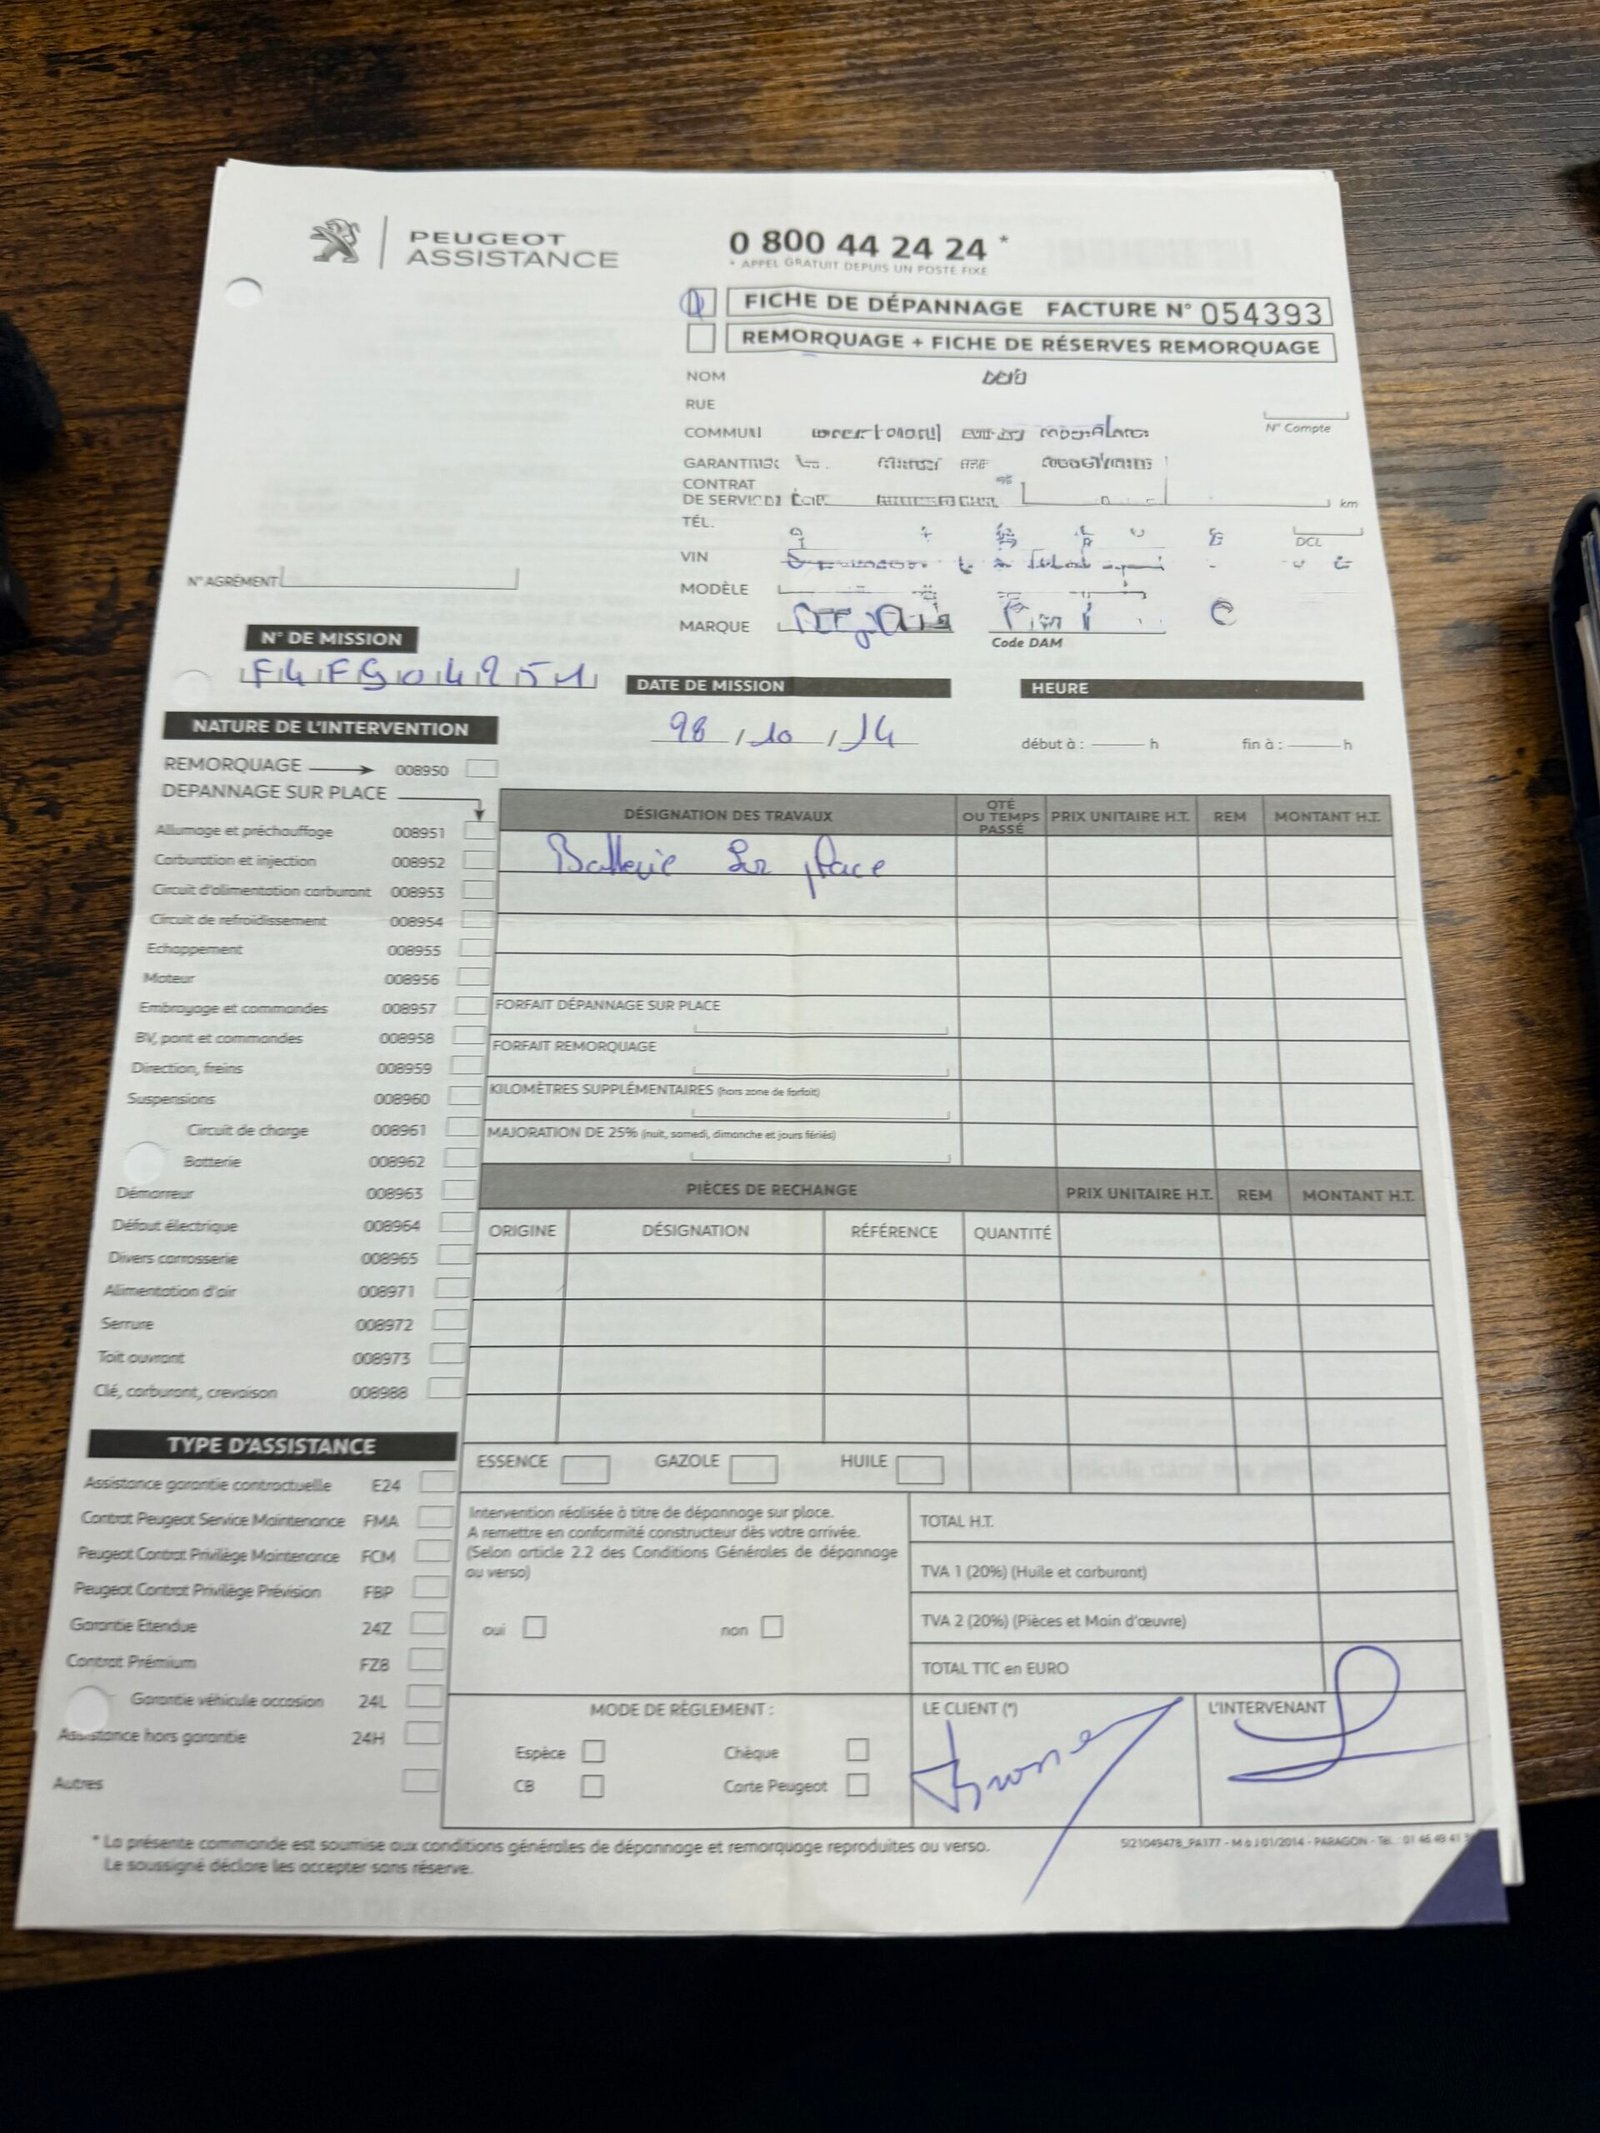 PEUGEOT
ASSISTANCE
0 800 44 24 24 *
* APPEL GRATUIT DEPUIS UN POSTE FIXE
FICHE DE DÉPANNAGE FACTURE N° 054393
REMORQUAGE + FICHE DE RÉSERVES REMORQUAGE
NOM
RUE
N° Compte
CONTRAT
DE SERVICE
km
TÉL.
DCL
VIN
N° AGRÉMENT
MODÈLE
MARQUE
Code DAM
N° DE MISSION
DATE DE MISSION
HEURE
98 / 10 / 14
début à : h fin à : h
NATURE DE L'INTERVENTION
REMORQUAGE 008950
DEPANNAGE SUR PLACE
Allumage et préchauffage 008951
Carburation et injection 008952
Circuit d'alimentation carburant 008953
Circuit de refroidissement 008954
Echappement 008955
Moteur 008956
Embrayage et commandes 008957
BV, pont et commandes 008958
Direction, freins 008959
Suspensions 008960
Circuit de charge 008961
Batterie 008962
Démarreur 008963
Défaut électrique 008964
Divers carrosserie 008965
Alimentation d'air 008971
Serrure 008972
Toit ouvrant 008973
Clé, carburant, crevaison 008988
DÉSIGNATION DES TRAVAUX QTÉ OU TEMPS PASSÉ PRIX UNITAIRE H.T. REM MONTANT H.T.
Batterie Sur place
FORFAIT DÉPANNAGE SUR PLACE
FORFAIT REMORQUAGE
KILOMÈTRES SUPPLÉMENTAIRES (hors zone de forfait)
MAJORATION DE 25% (nuit, samedi, dimanche et jours fériés)
PIÈCES DE RECHANGE PRIX UNITAIRE H.T. REM MONTANT H.T.
ORIGINE DÉSIGNATION RÉFÉRENCE QUANTITÉ
ESSENCE GAZOLE HUILE
TYPE D'ASSISTANCE
Assistance garantie contractuelle E24
Contrat Peugeot Service Maintenance FMA
Peugeot Contrat Privilège Maintenance FCM
Peugeot Contrat Privilège Prévision FBP
Garantie Etendue 24Z
Contrat Prémium FZ8
Garantie véhicule occasion 24L
Assistance hors garantie 24H
Autres
Intervention réalisée à titre de dépannage sur place.
A remettre en conformité constructeur dès votre arrivée.
(Selon article 2.2 des Conditions Générales de dépannage
au verso)
oui non
TOTAL H.T.
TVA 1 (20%) (Huile et carburant)
TVA 2 (20%) (Pièces et Main d'œuvre)
TOTAL TTC en EURO
MODE DE RÈGLEMENT :
Espèce Chèque
CB Carte Peugeot
LE CLIENT (*)
L'INTERVENANT
* La présente commande est soumise aux conditions générales de dépannage et remorquage reproduites au verso.
Le soussigné déclare les accepter sans réserve.
SI21049478_PA177 - M à J 01/2014 - PARAGON - Tél. : 01 46 49 41